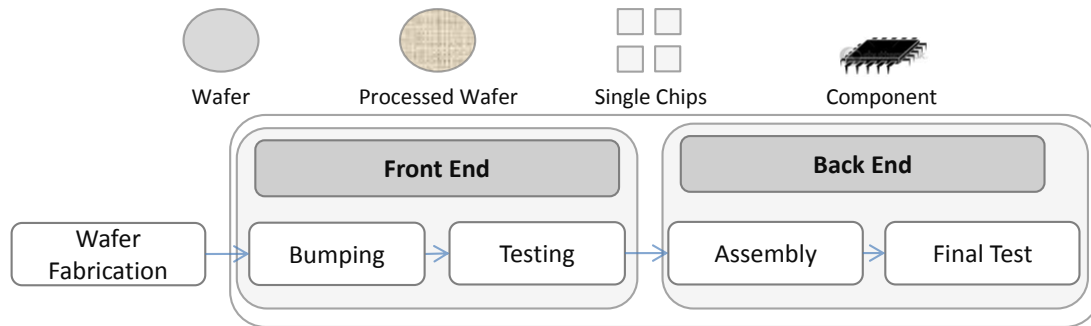 Wafer
Processed Wafer
Single Chips
Component
Front End
Back End
Wafer
Fabrication
Bumping
Testing
Assembly
Final Test